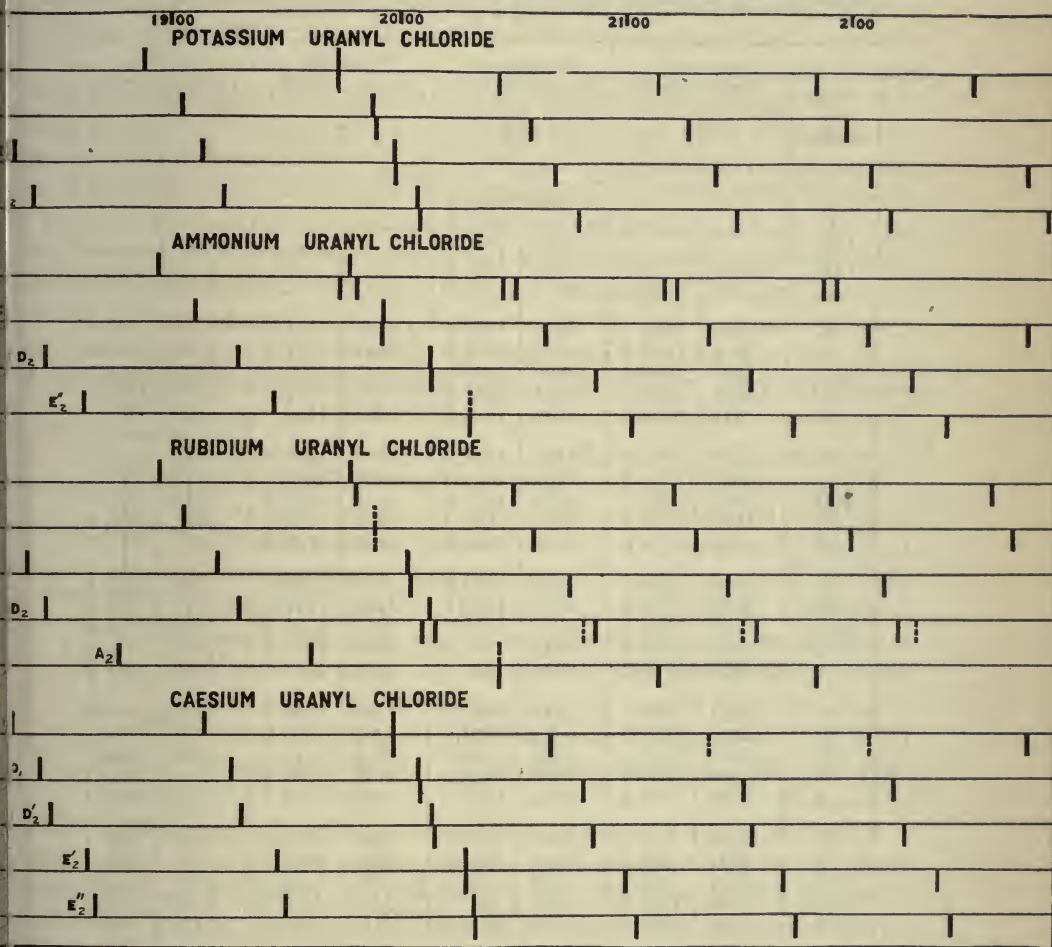 19100 20100 21100 2100
POTASSIUM URANYL CHLORIDE
2
AMMONIUM URANYL CHLORIDE
D₂
E″₂
RUBIDIUM URANYL CHLORIDE
D₂
A₂
CAESIUM URANYL CHLORIDE
D′₂
E′₂
E″₂